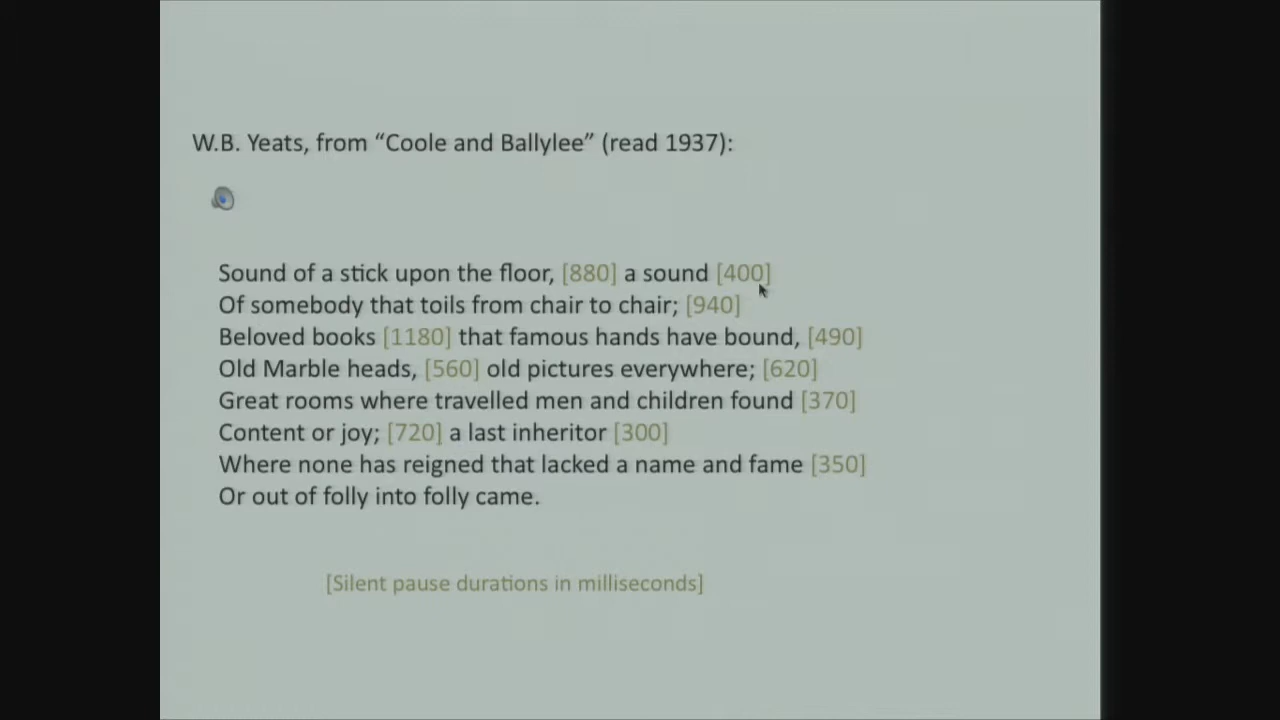 W.B. Yeats, from “Coole and Ballylee” (read 1937):
Sound of a stick upon the floor, [880] a sound [400]
Of somebody that toils from chair to chair; [940]
Beloved books [1180] that famous hands have bound, [490]
Old Marble heads, [560] old pictures everywhere; [620]
Great rooms where travelled men and children found [370]
Content or joy; [720] a last inheritor [300]
Where none has reigned that lacked a name and fame [350]
Or out of folly into folly came.
[Silent pause durations in milliseconds]